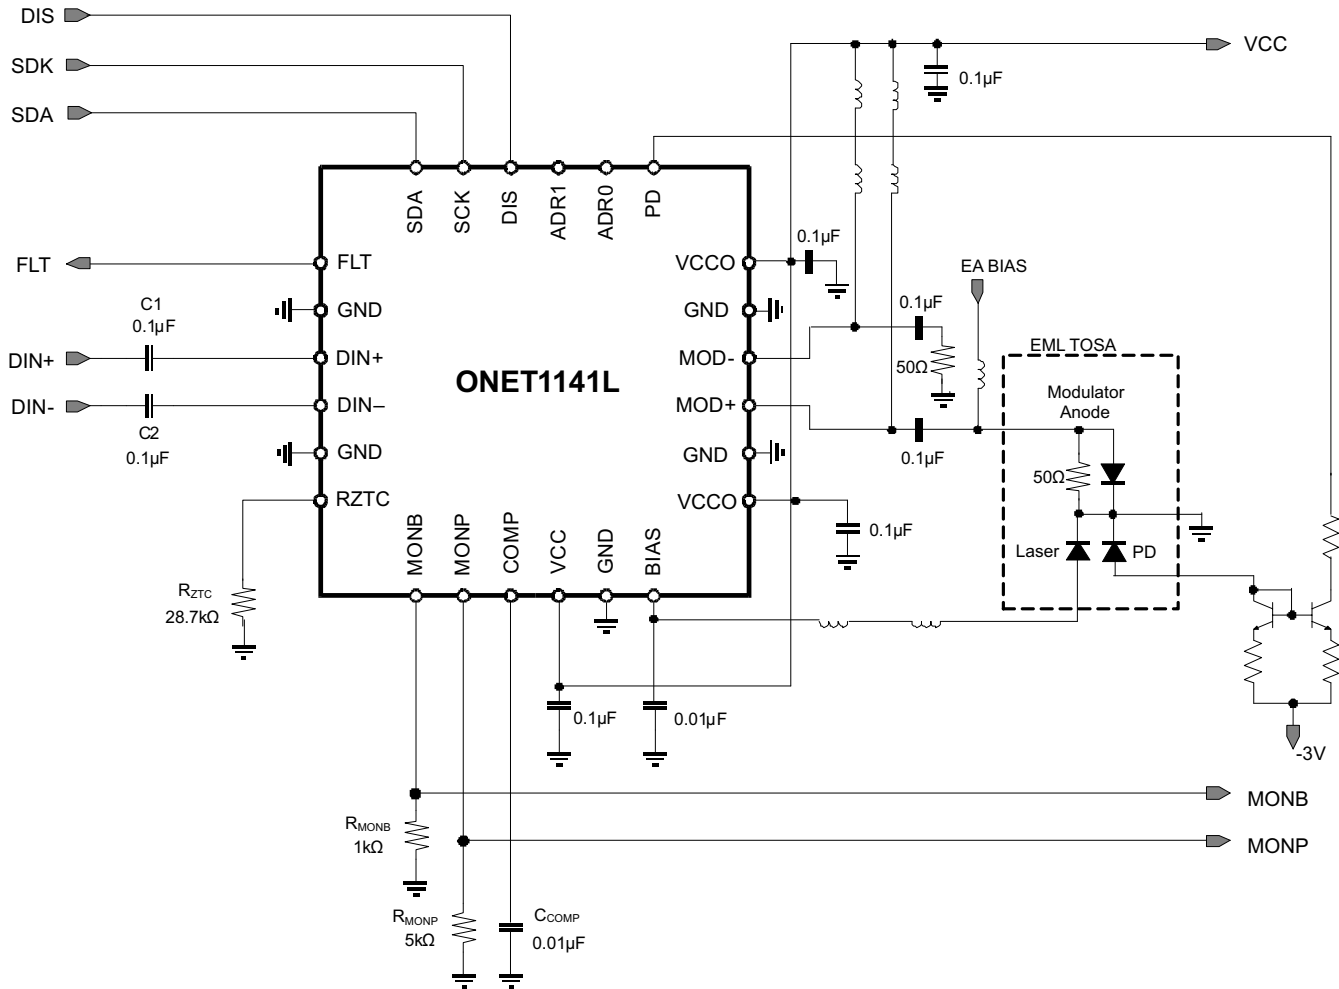 DIS
SDK
SDA
VCC
0.1µF
SDA
SCK
DIS
ADR1
ADR0
PD
FLT
FLT
VCCO
0.1µF
EA BIAS
GND
GND
C1
0.1µF
0.1µF
DIN+
DIN+
MOD-
50Ω
EML TOSA
ONET1141L
Modulator
Anode
DIN-
DIN–
MOD+
C2
0.1µF
0.1µF
GND
GND
50Ω
RZTC
VCCO
0.1µF
MONB
MONP
COMP
VCC
GND
BIAS
Laser
PD
RZTC
28.7kΩ
0.1µF
0.01µF
-3V
MONB
RMONB
1kΩ
MONP
RMONP
5kΩ
CCOMP
0.01µF